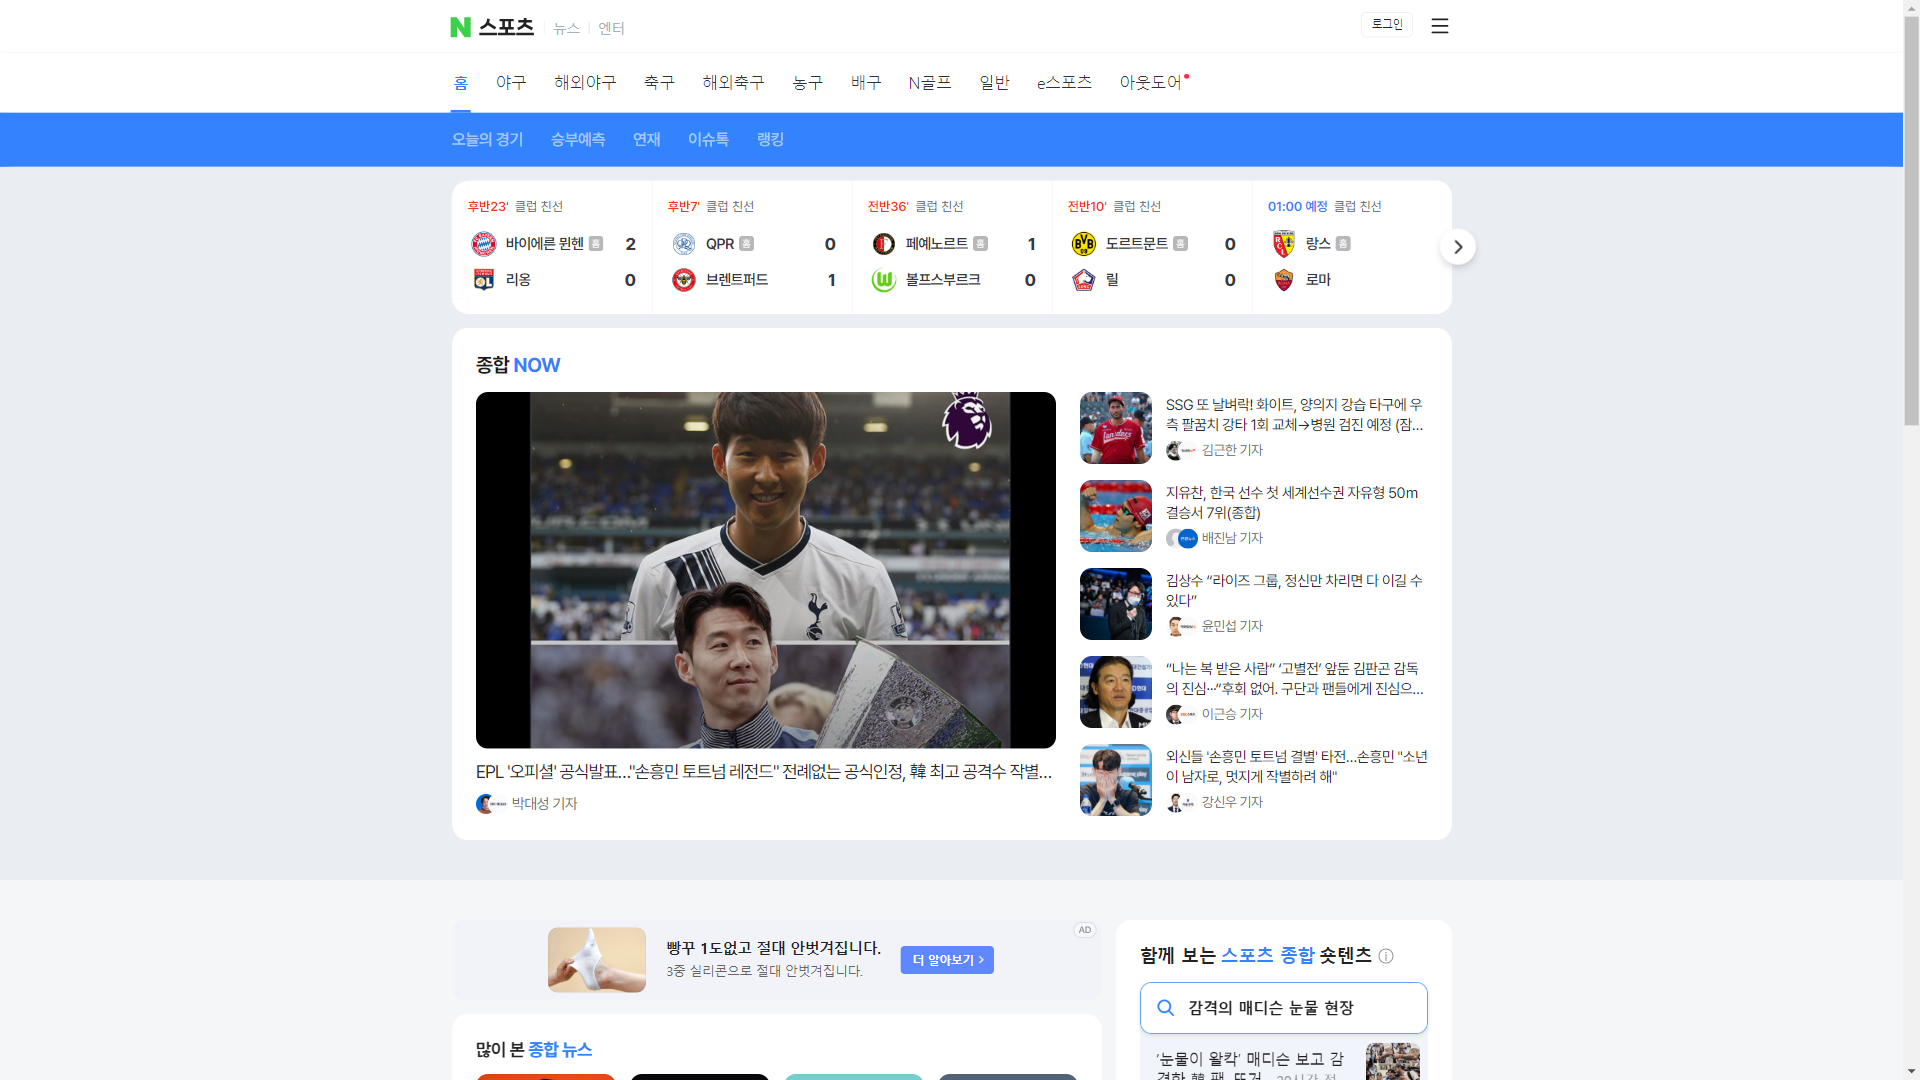 N 스포츠 뉴스 엔터 로그인
홈 야구 해외야구 축구 해외축구 농구 배구 N골프 일반 e스포츠 아웃도어
오늘의 경기 승부예측 연재 이슈톡 랭킹
후반23' 클럽 친선
바이에른 뮌헨 홈 2
리옹 0
후반7' 클럽 친선
QPR 홈 0
브렌트퍼드 1
전반36' 클럽 친선
페예노르트 홈 1
볼프스부르크 0
전반10' 클럽 친선
도르트문트 홈 0
릴 0
01:00 예정 클럽 친선
랑스 홈
로마
종합 NOW
EPL '오피셜' 공식발표…"손흥민 토트넘 레전드" 전례없는 공식인정, 韓 최고 공격수 작별…
박대성 기자
SSG 또 날벼락! 화이트, 양의지 강습 타구에 우
측 팔꿈치 강타 1회 교체→병원 검진 예정 (잠…
김근한 기자
지유찬, 한국 선수 첫 세계선수권 자유형 50m
결승서 7위(종합)
배진남 기자
김상수 “라이즈 그룹, 정신만 차리면 다 이길 수
있다”
윤민섭 기자
“나는 복 받은 사람” ‘고별전’ 앞둔 김판곤 감독
의 진심…“후회 없어. 구단과 팬들에게 진심으…
이근승 기자
외신들 '손흥민 토트넘 결별' 타전…손흥민 "소년
이 남자로, 멋지게 작별하려 해"
강신우 기자
AD
빵꾸 1도없고 절대 안벗겨집니다.
3중 실리콘으로 절대 안벗겨집니다.
더 알아보기 >
많이 본 종합 뉴스
함께 보는 스포츠 종합 숏텐츠
감격의 매디슨 눈물 현장
‘눈물이 왈칵’ 매디슨 보고 감
격한 韓 팬, 뜨거… 20시간 전